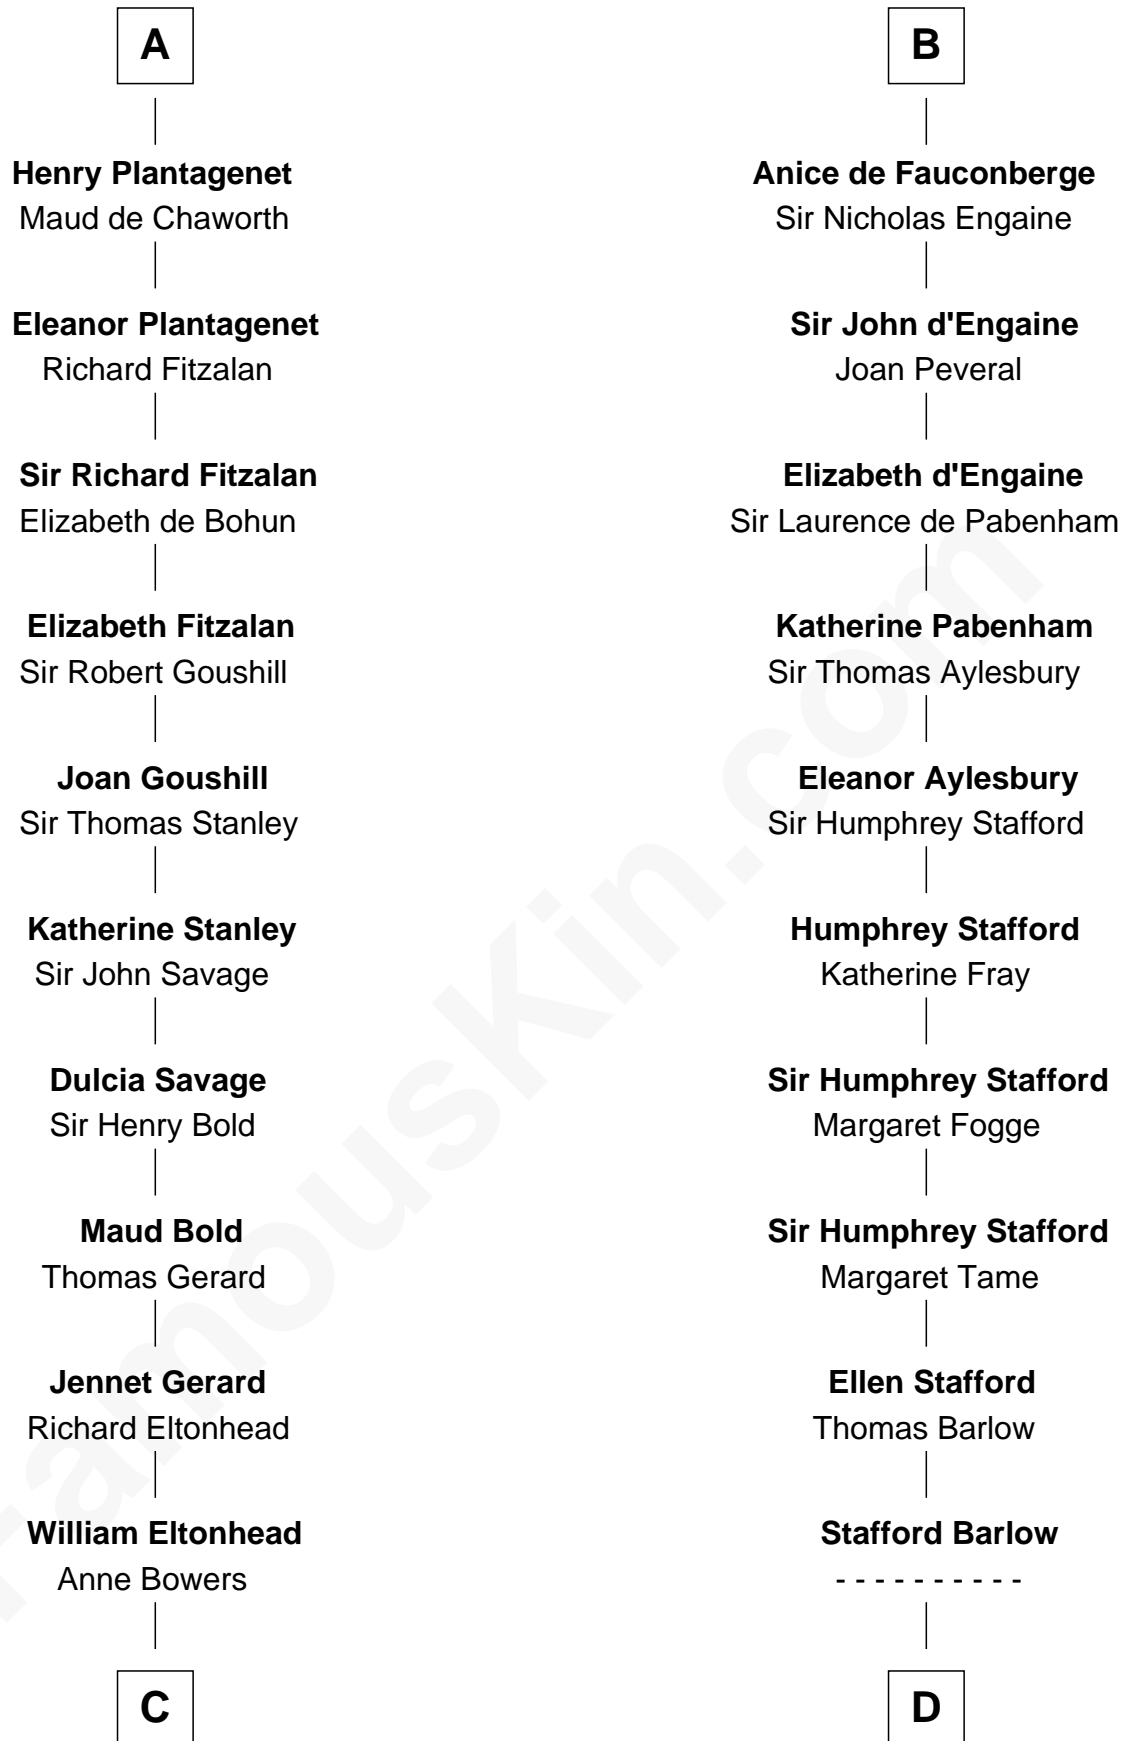 A
Henry Plantagenet
Maud de Chaworth
Eleanor Plantagenet
Richard Fitzalan
Sir Richard Fitzalan
Elizabeth de Bohun
Elizabeth Fitzalan
Sir Robert Goushill
Joan Goushill
Sir Thomas Stanley
Katherine Stanley
Sir John Savage
Dulcia Savage
Sir Henry Bold
Maud Bold
Thomas Gerard
Jennet Gerard
Richard Eltonhead
William Eltonhead
Anne Bowers
C
B
Anice de Fauconberge
Sir Nicholas Engaine
Sir John d'Engaine
Joan Peveral
Elizabeth d'Engaine
Sir Laurence de Pabenham
Katherine Pabenham
Sir Thomas Aylesbury
Eleanor Aylesbury
Sir Humphrey Stafford
Humphrey Stafford
Katherine Fray
Sir Humphrey Stafford
Margaret Fogge
Sir Humphrey Stafford
Margaret Tame
Ellen Stafford
Thomas Barlow
Stafford Barlow
- - - - - - - - - -
D
FamousKin.com